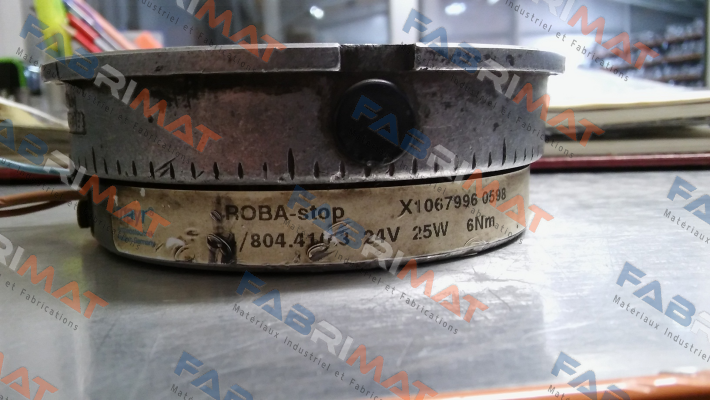 ROBA-stop X1067996 0598
/804.41 .3 24V 25W 6Nm
FABRIMAT
Matériaux Industriel et Fabrications